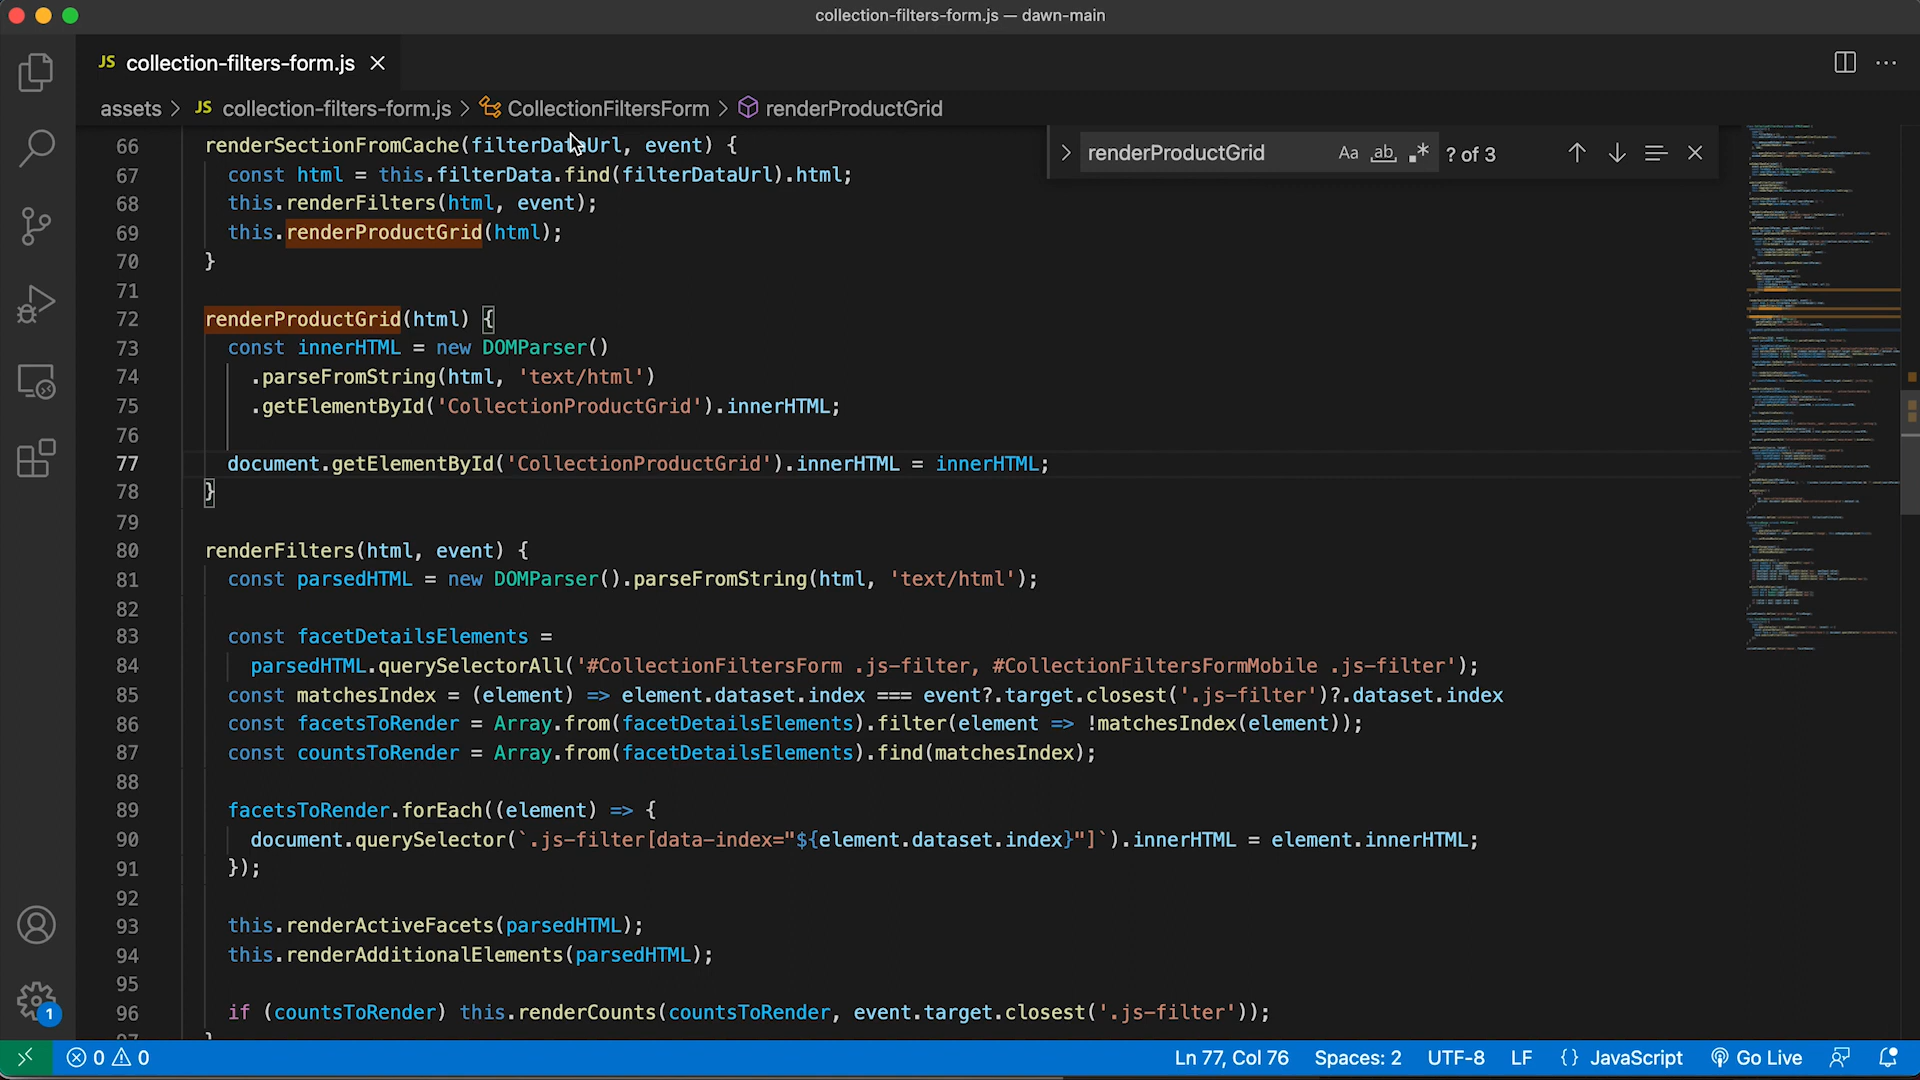 collection-filters-form.js — dawn-main
JS collection-filters-form.js
assets > JS collection-filters-form.js > CollectionFiltersForm > renderProductGrid
renderProductGrid Aa ab .* ? of 3
66 renderSectionFromCache(filterDataUrl, event) {
67 const html = this.filterData.find(filterDataUrl).html;
68 this.renderFilters(html, event);
69 this.renderProductGrid(html);
70 }
71
72 renderProductGrid(html) {
73 const innerHTML = new DOMParser()
74 .parseFromString(html, 'text/html')
75 .getElementById('CollectionProductGrid').innerHTML;
76
77 document.getElementById('CollectionProductGrid').innerHTML = innerHTML;
78 }
79
80 renderFilters(html, event) {
81 const parsedHTML = new DOMParser().parseFromString(html, 'text/html');
82
83 const facetDetailsElements =
84 parsedHTML.querySelectorAll('#CollectionFiltersForm .js-filter, #CollectionFiltersFormMobile .js-filter');
85 const matchesIndex = (element) => element.dataset.index === event?.target.closest('.js-filter')?.dataset.index
86 const facetsToRender = Array.from(facetDetailsElements).filter(element => !matchesIndex(element));
87 const countsToRender = Array.from(facetDetailsElements).find(matchesIndex);
88
89 facetsToRender.forEach((element) => {
90 document.querySelector(`.js-filter[data-index="${element.dataset.index}"]`).innerHTML = element.innerHTML;
91 });
92
93 this.renderActiveFacets(parsedHTML);
94 this.renderAdditionalElements(parsedHTML);
95
96 if (countsToRender) this.renderCounts(countsToRender, event.target.closest('.js-filter'));
97 }
1
0 0 Ln 77, Col 76 Spaces: 2 UTF-8 LF {} JavaScript Go Live